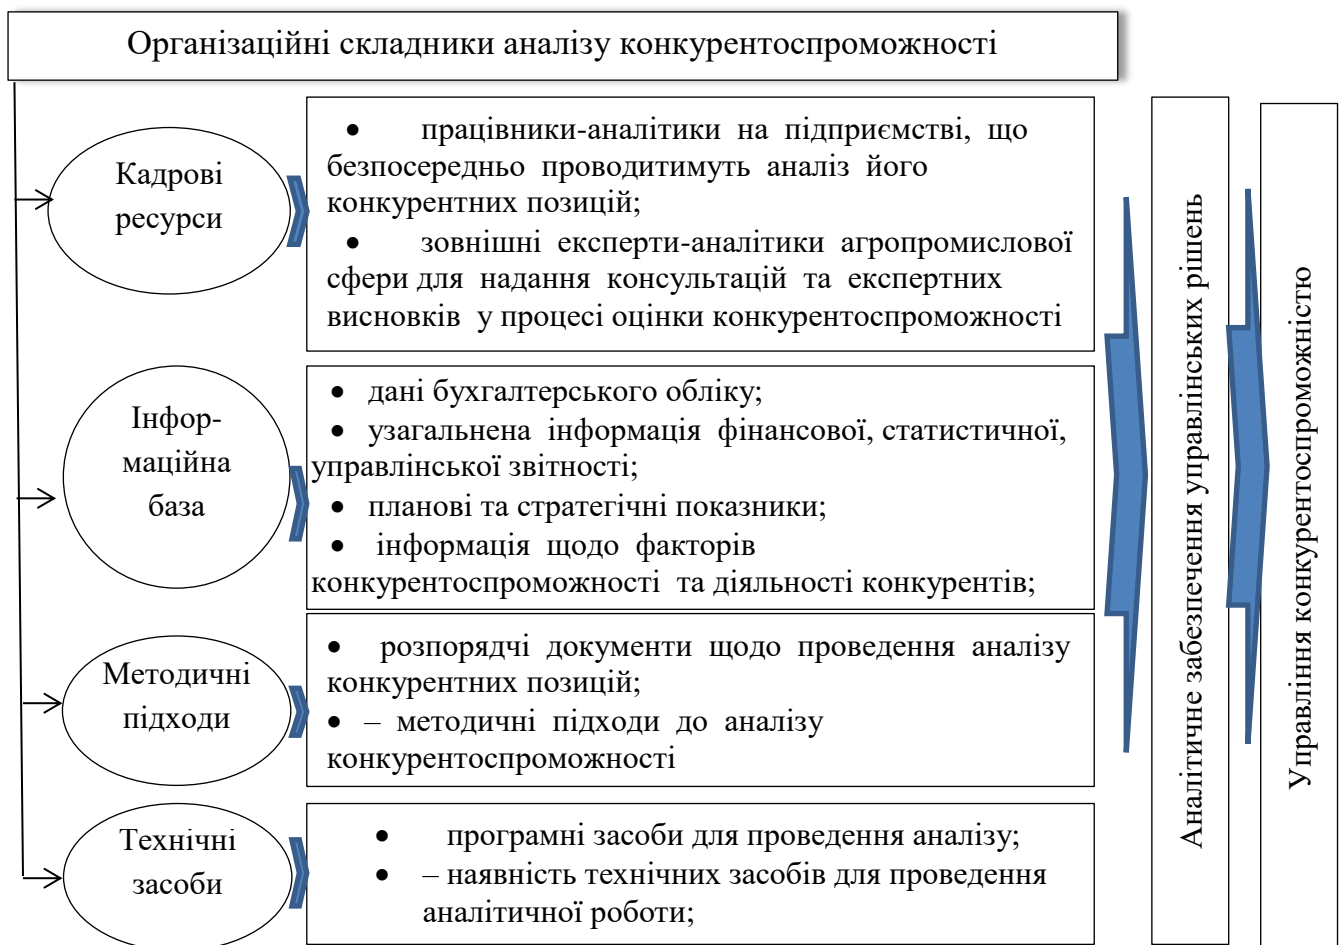 Організаційні складники аналізу конкурентоспроможності
Кадрові
ресурси
• працівники-аналітики на підприємстві, що
безпосередньо проводитимуть аналіз його
конкурентних позицій;
• зовнішні експерти-аналітики агропромислової
сфери для надання консультацій та експертних
висновків у процесі оцінки конкурентоспроможності
Інфор-
маційна
база
• дані бухгалтерського обліку;
• узагальнена інформація фінансової, статистичної,
управлінської звітності;
• планові та стратегічні показники;
• інформація щодо факторів
конкурентоспроможності та діяльності конкурентів;
Методичні
підходи
• розпорядчі документи щодо проведення аналізу
конкурентних позицій;
• – методичні підходи до аналізу
конкурентоспроможності
Технічні
засоби
• програмні засоби для проведення аналізу;
• – наявність технічних засобів для проведення
аналітичної роботи;
Аналітичне забезпечення управлінських рішень
Управління конкурентоспроможністю